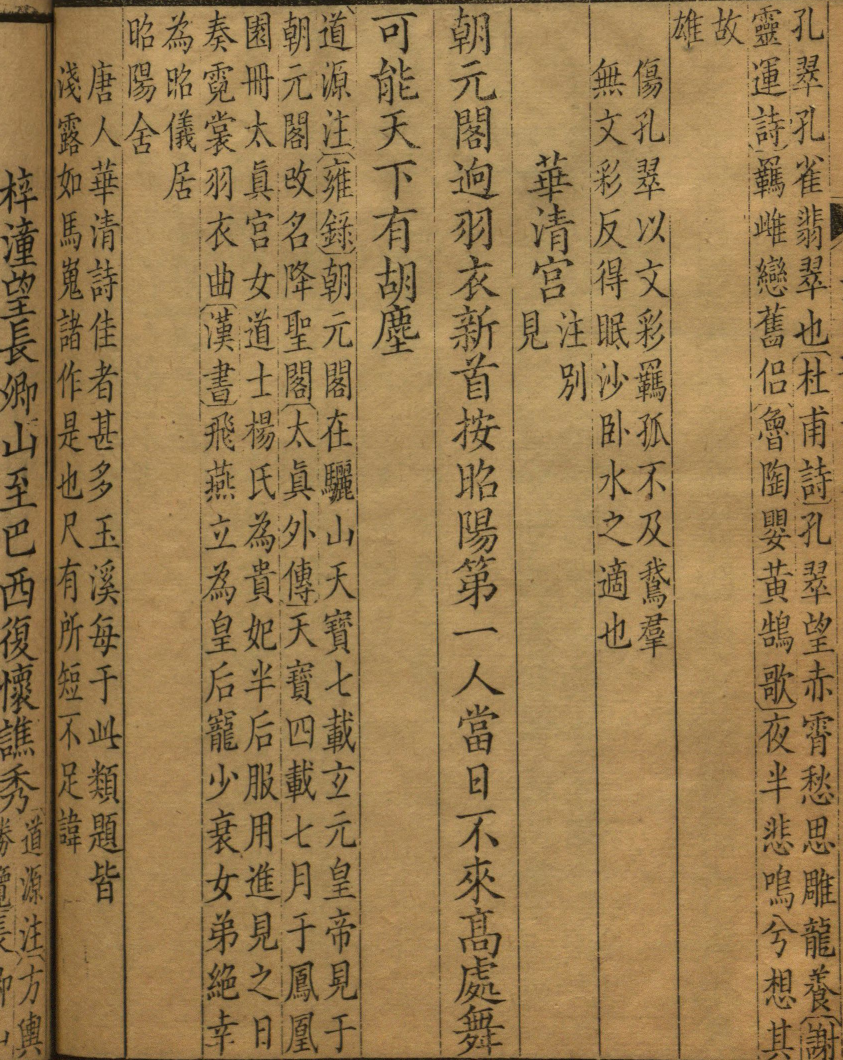 孔翠孔雀翡翠也杜甫詩孔翠望赤霄愁思雕龍養謝
靈運詩羈雌戀舊侶魯陶嬰黃鵠歌夜半悲鳴兮想其
故
雄
傷孔翠以文彩羈孤不及鵞羣
無文彩反得眠沙卧水之適也
華清宮注別
見
朝元閣逈羽衣新首按昭陽第一人當日不來髙處舞
可能天下有胡塵
道源注雍錄朝元閣在驪山天寶七載玄元皇帝見于
朝元閣改名降聖閣太眞外傳天寶四載七月于鳳凰
園冊太眞宮女道士楊氏為貴妃半后服用進見之日
奏霓裳羽衣曲漢書飛燕立為皇后寵少衰女弟絶幸
為昭儀居
昭陽舍
唐人華清詩佳者甚多玉溪每于此類題皆
淺露如馬嵬諸作是也尺有所短不足諱
梓潼望長卿山至巴西復懷譙秀
道源注方輿
勝覽長卿山